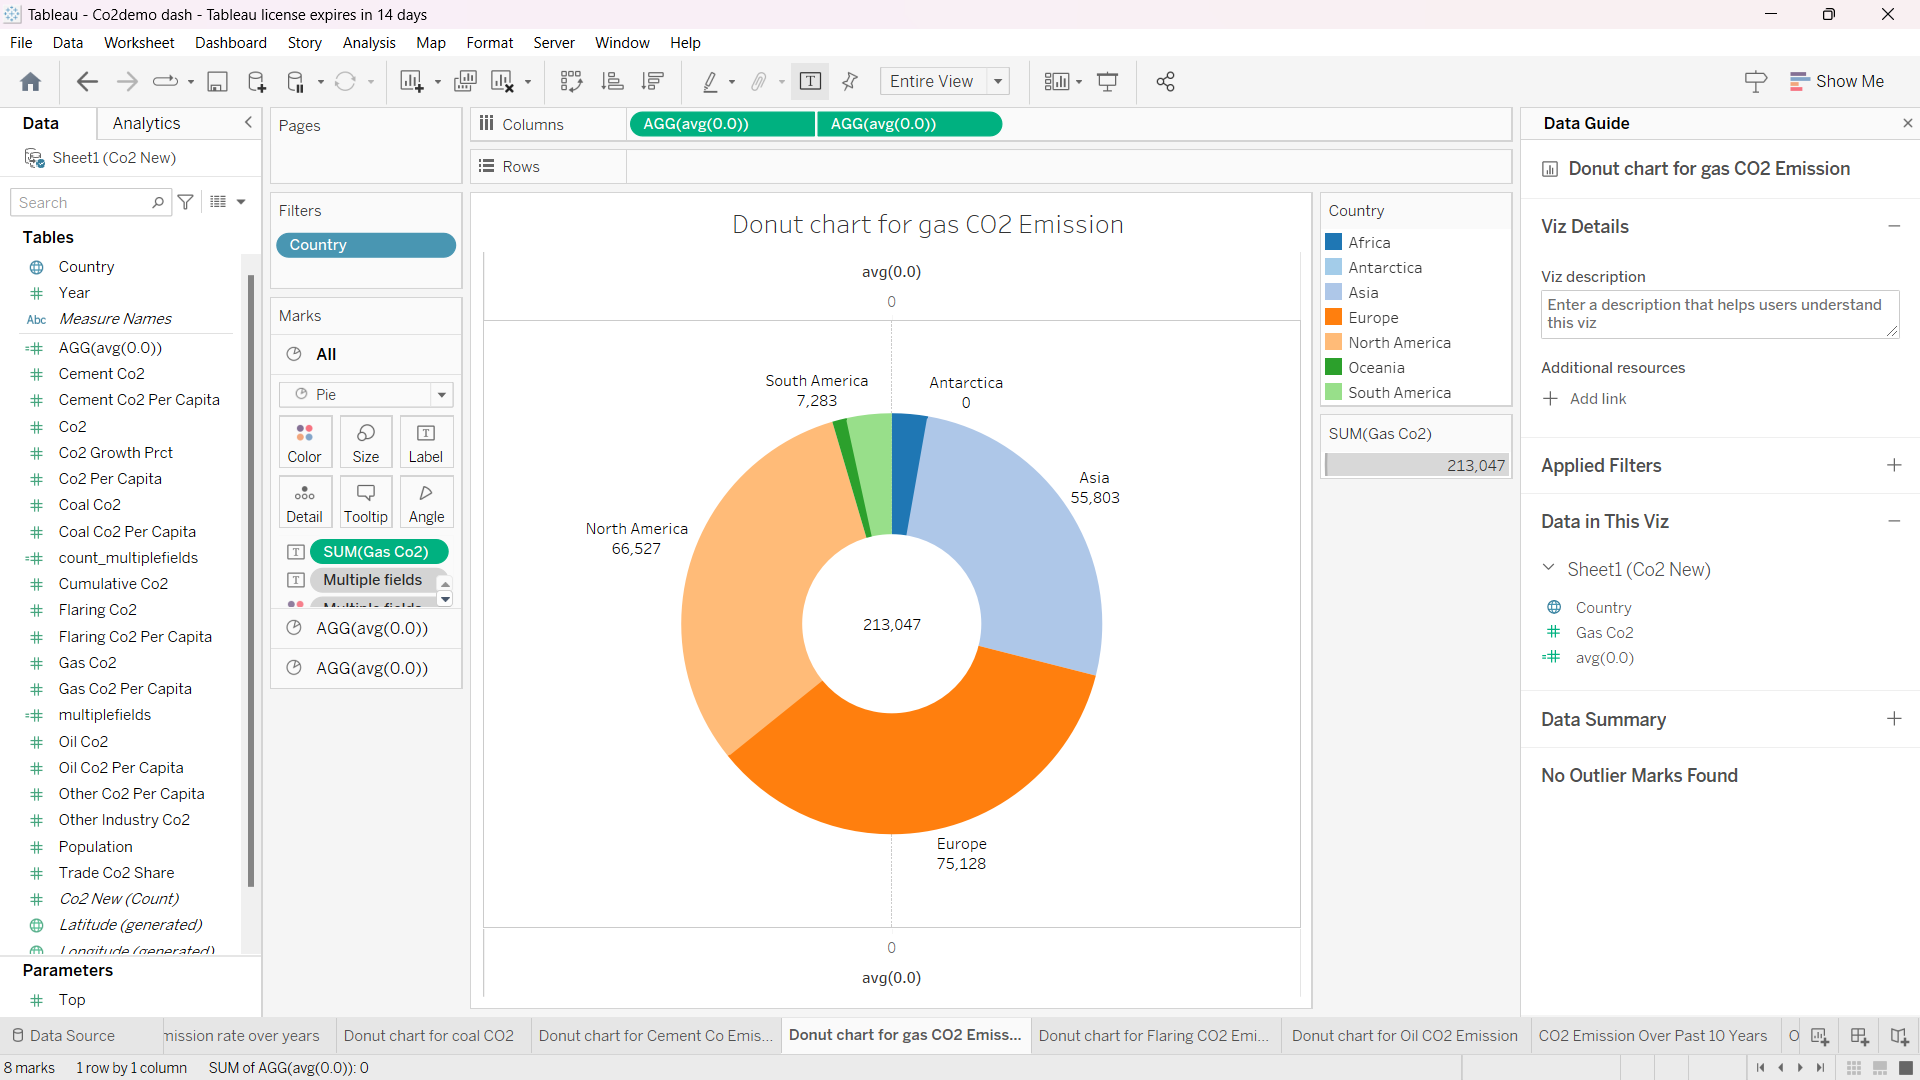 Tableau - Co2demo dash - Tableau license expires in 14 days
File Data Worksheet Dashboard Story Analysis Map Format Server Window Help
Entire View
Show Me
Data Analytics
Sheet1 (Co2 New)
Search
Tables
Country
Year
Abc Measure Names
AGG(avg(0.0))
Cement Co2
Cement Co2 Per Capita
Co2
Co2 Growth Prct
Co2 Per Capita
Coal Co2
Coal Co2 Per Capita
count_multiplefields
Cumulative Co2
Flaring Co2
Flaring Co2 Per Capita
Gas Co2
Gas Co2 Per Capita
multiplefields
Oil Co2
Oil Co2 Per Capita
Other Co2 Per Capita
Other Industry Co2
Population
Trade Co2 Share
Co2 New (Count)
Latitude (generated)
Longitude (generated)
Parameters
Top
Pages
Filters
Country
Marks
All
Pie
Color Size Label
Detail Tooltip Angle
SUM(Gas Co2)
Multiple fields
Multiple fields
AGG(avg(0.0))
AGG(avg(0.0))
Columns AGG(avg(0.0)) AGG(avg(0.0))
Rows
Donut chart for gas CO2 Emission
avg(0.0)
0
South America
7,283
Antarctica
0
Asia
55,803
North America
66,527
213,047
Europe
75,128
0
avg(0.0)
Country
Africa
Antarctica
Asia
Europe
North America
Oceania
South America
SUM(Gas Co2)
213,047
Data Guide
Donut chart for gas CO2 Emission
Viz Details
Viz description
Enter a description that helps users understand
this viz
Additional resources
Add link
Applied Filters
Data in This Viz
Sheet1 (Co2 New)
Country
Gas Co2
avg(0.0)
Data Summary
No Outlier Marks Found
Data Source mission rate over years Donut chart for coal CO2 Donut chart for Cement Co Emis... Donut chart for gas CO2 Emiss... Donut chart for Flaring CO2 Emi... Donut chart for Oil CO2 Emission CO2 Emission Over Past 10 Years
8 marks 1 row by 1 column SUM of AGG(avg(0.0)): 0